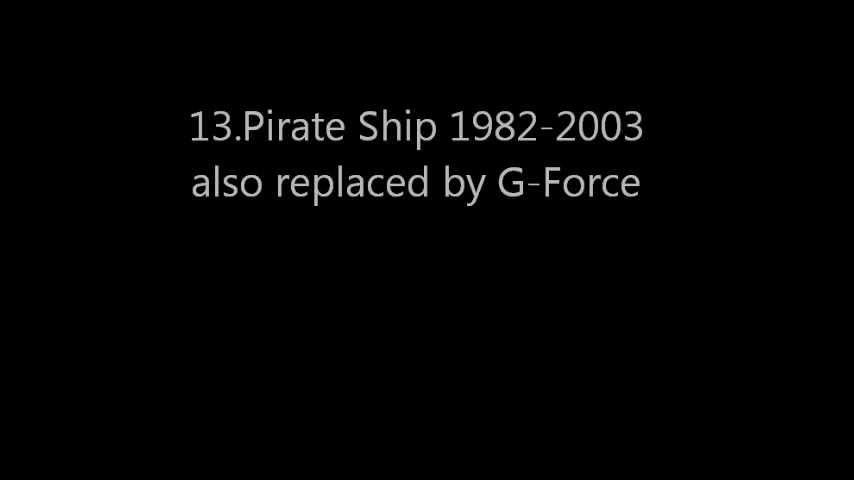 13.Pirate Ship 1982-2003
also replaced by G-Force